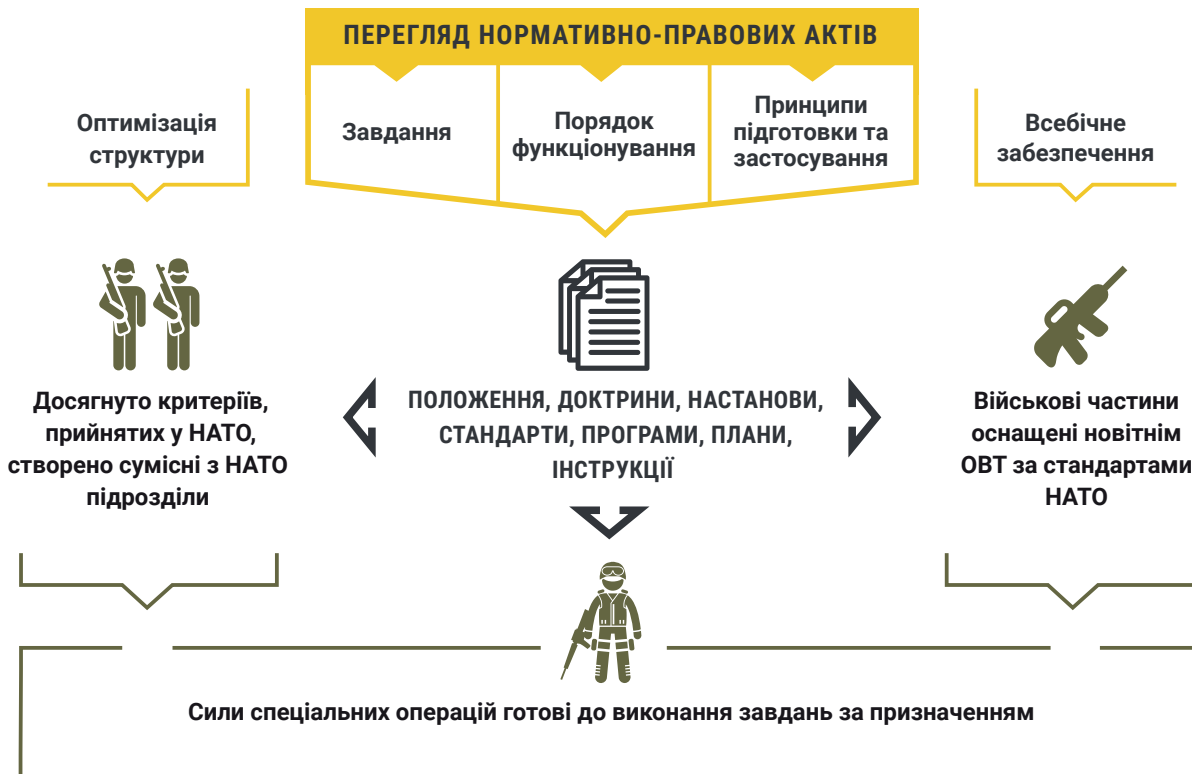 ПЕРЕГЛЯД НОРМАТИВНО-ПРАВОВИХ АКТІВ
Оптимізація
структури
Завдання
Порядок
функціонування
Принципи
підготовки та
застосування
Всебічне
забезпечення
Досягнуто критеріїв,
прийнятих у НАТО,
створено сумісні з НАТО
підрозділи
ПОЛОЖЕННЯ, ДОКТРИНИ, НАСТАНОВИ,
СТАНДАРТИ, ПРОГРАМИ, ПЛАНИ,
ІНСТРУКЦІЇ
Військові частини
оснащені новітнім
ОВТ за стандартами
НАТО
Сили спеціальних операцій готові до виконання завдань за призначенням